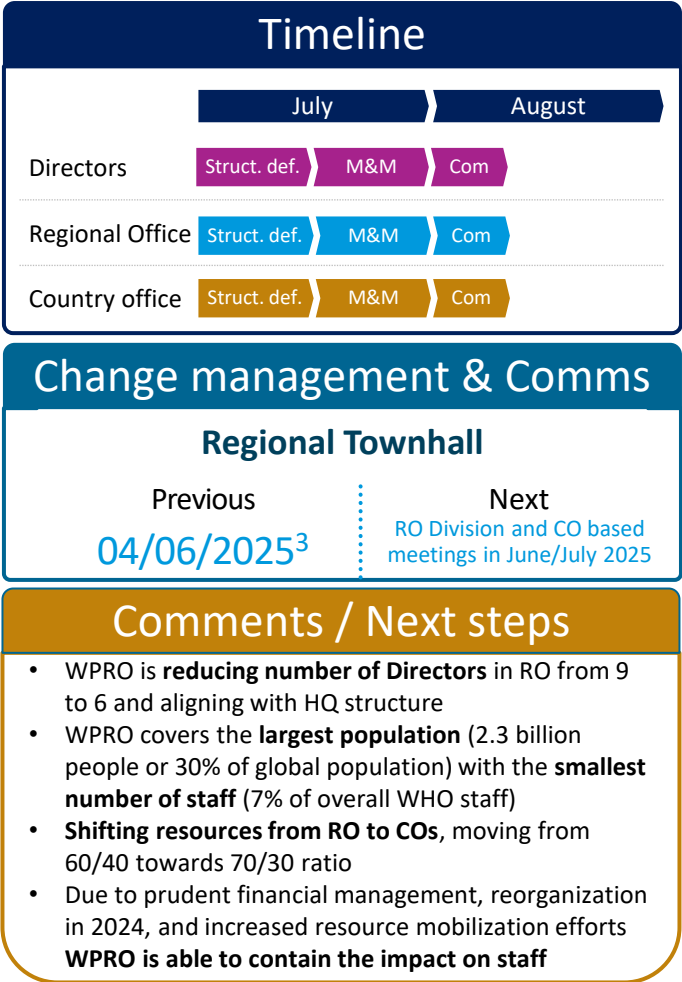 Timeline
July August
Directors Struct. def. M&M Com
Regional Office Struct. def. M&M Com
Country office Struct. def. M&M Com
Change management & Comms
Regional Townhall
Previous
04/06/2025³
Next
RO Division and CO based
meetings in June/July 2025
Comments / Next steps
• WPRO is reducing number of Directors in RO from 9
to 6 and aligning with HQ structure
• WPRO covers the largest population (2.3 billion
people or 30% of global population) with the smallest
number of staff (7% of overall WHO staff)
• Shifting resources from RO to COs, moving from
60/40 towards 70/30 ratio
• Due to prudent financial management, reorganization
in 2024, and increased resource mobilization efforts
WPRO is able to contain the impact on staff